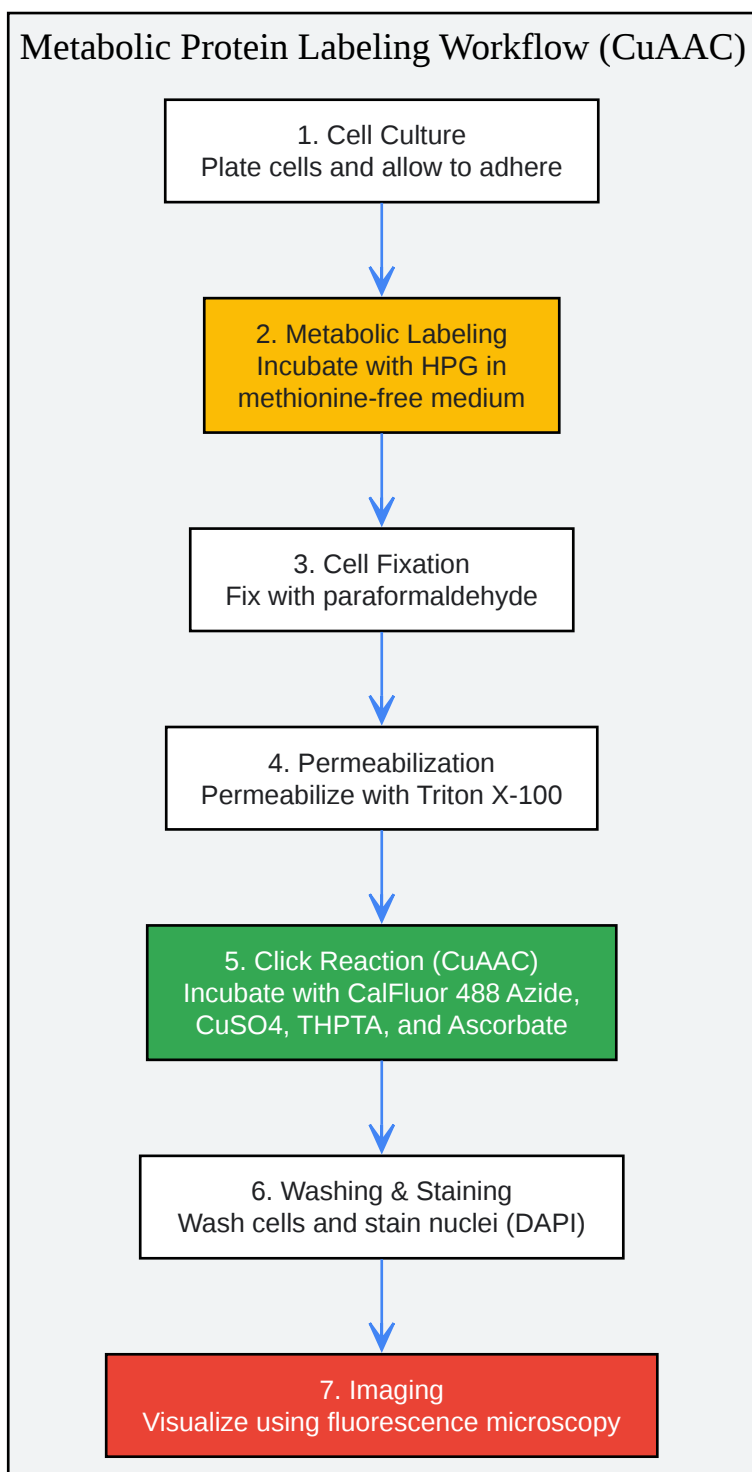 Metabolic Protein Labeling Workflow (CuAAC)
1. Cell Culture
Plate cells and allow to adhere
2. Metabolic Labeling
Incubate with HPG in
methionine-free medium
3. Cell Fixation
Fix with paraformaldehyde
4. Permeabilization
Permeabilize with Triton X-100
5. Click Reaction (CuAAC)
Incubate with CalFluor 488 Azide,
CuSO4, THPTA, and Ascorbate
6. Washing & Staining
Wash cells and stain nuclei (DAPI)
7. Imaging
Visualize using fluorescence microscopy